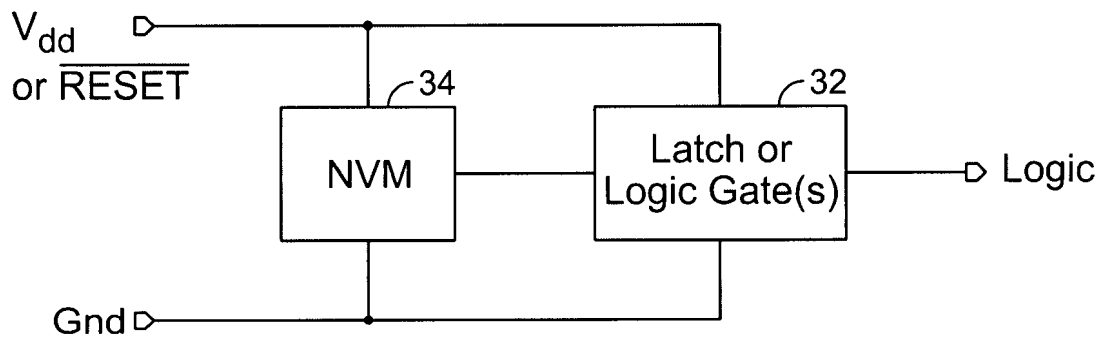 Vdd
or RESET
34
32
NVM
Latch or
Logic Gate(s)
Logic
Gnd